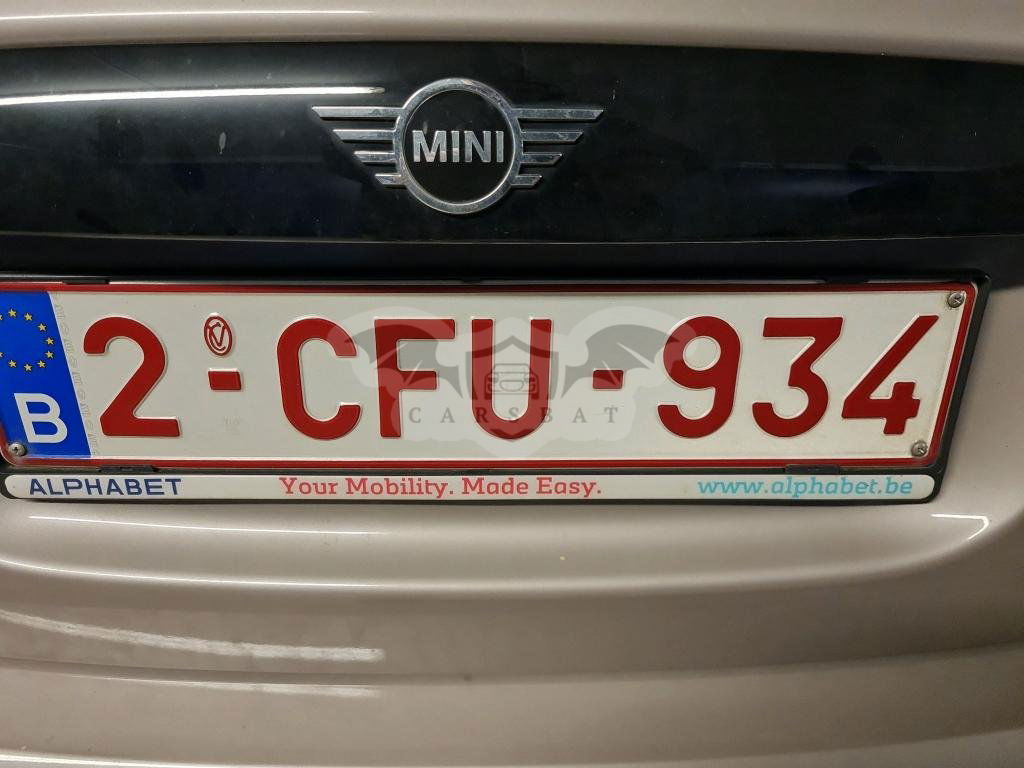 MINI
B 2-CFU-934
CARSBAT
ALPHABET Your Mobility. Made Easy. www.alphabet.be